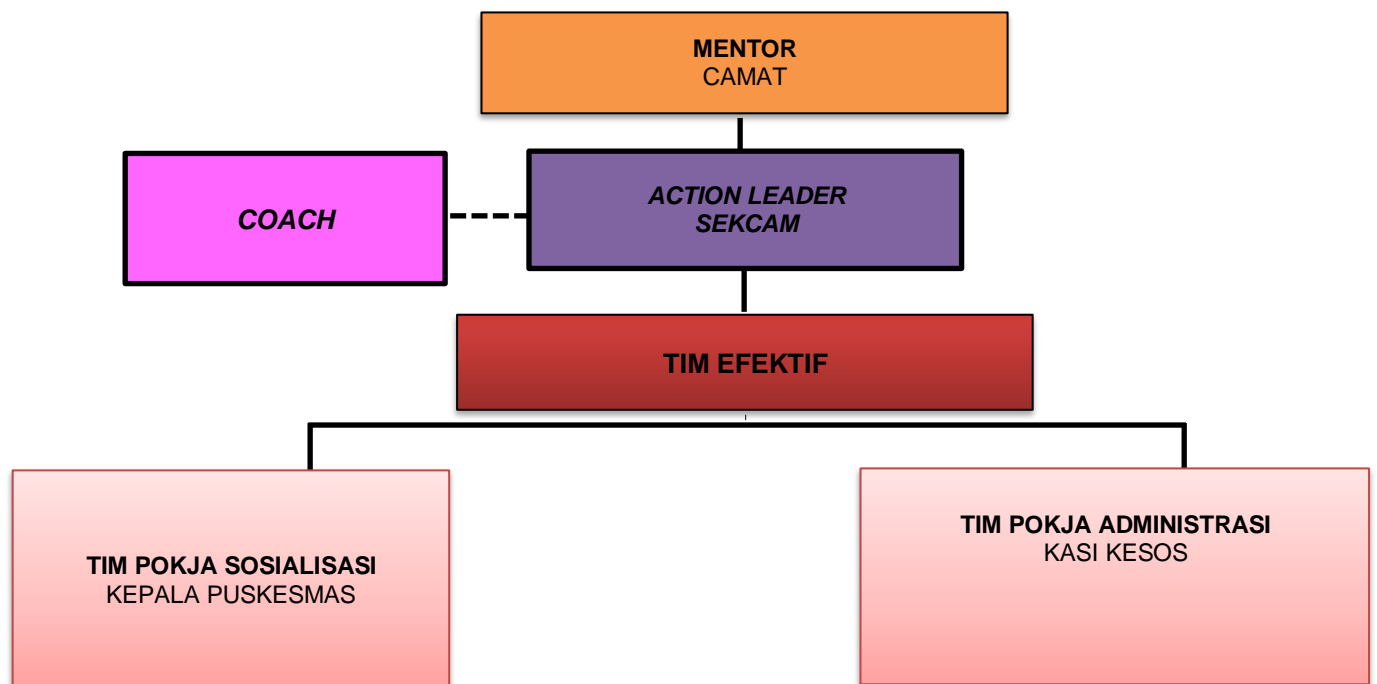 MENTOR
CAMAT
COACH
ACTION LEADER
SEKCAM
TIM EFEKTIF
TIM POKJA SOSIALISASI
KEPALA PUSKESMAS
TIM POKJA ADMINISTRASI
KASI KESOS